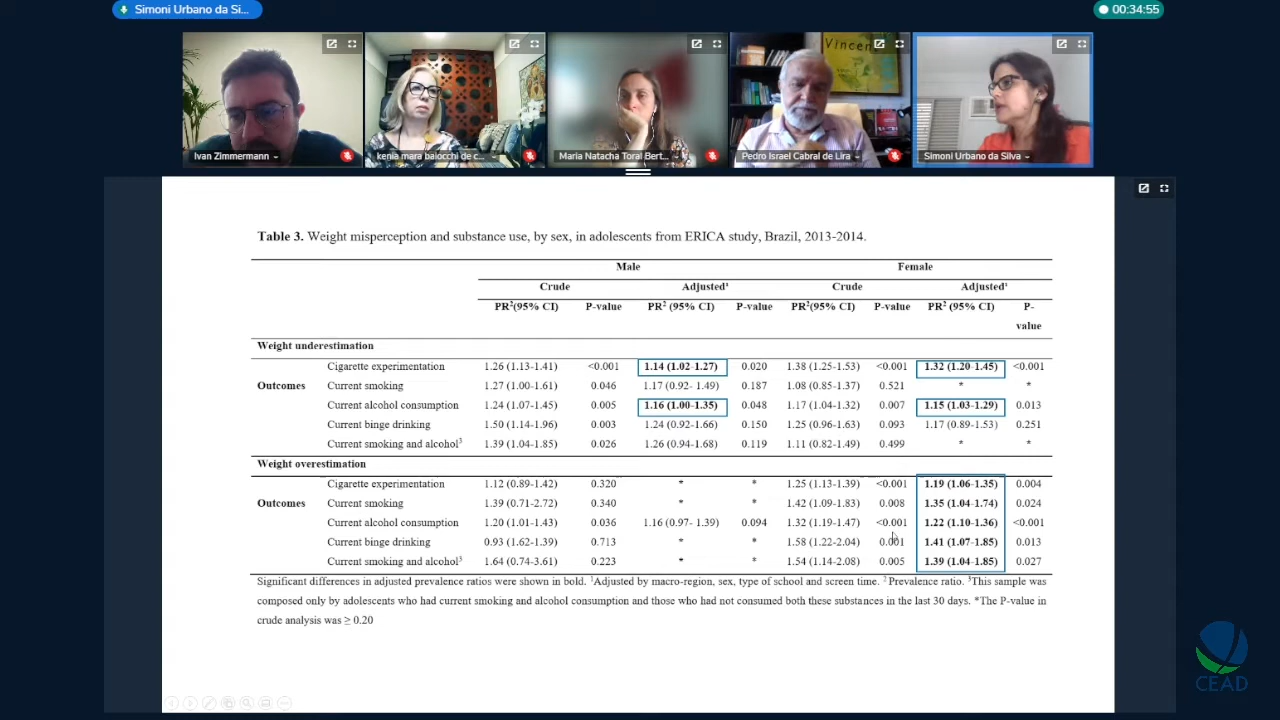 Simoni Urbano da Si...
00:34:55
Vincen
Ivan Zimmermann
kenia mara baiocchi de c...
Maria Natacha Toral Bert...
Pedro Israel Cabral de Lira
Simoni Urbano da Silva
Table 3. Weight misperception and substance use, by sex, in adolescents from ERICA study, Brazil, 2013-2014.
Male Female
Crude Adjusted¹ Crude Adjusted¹
PR²(95% CI) P-value PR² (95% CI) P-value PR²(95% CI) P-value PR² (95% CI) P-
value
Weight underestimation
Cigarette experimentation 1.26 (1.13-1.41) <0.001 1.14 (1.02-1.27) 0.020 1.38 (1.25-1.53) <0.001 1.32 (1.20-1.45) <0.001
Outcomes Current smoking 1.27 (1.00-1.61) 0.046 1.17 (0.92- 1.49) 0.187 1.08 (0.85-1.37) 0.521 * *
Current alcohol consumption 1.24 (1.07-1.45) 0.005 1.16 (1.00-1.35) 0.048 1.17 (1.04-1.32) 0.007 1.15 (1.03-1.29) 0.013
Current binge drinking 1.50 (1.14-1.96) 0.003 1.24 (0.92-1.66) 0.150 1.25 (0.96-1.63) 0.093 1.17 (0.89-1.53) 0.251
Current smoking and alcohol³ 1.39 (1.04-1.85) 0.026 1.26 (0.94-1.68) 0.119 1.11 (0.82-1.49) 0.499 * *
Weight overestimation
Cigarette experimentation 1.12 (0.89-1.42) 0.320 * * 1.25 (1.13-1.39) <0.001 1.19 (1.06-1.35) 0.004
Outcomes Current smoking 1.39 (0.71-2.72) 0.340 * * 1.42 (1.09-1.83) 0.008 1.35 (1.04-1.74) 0.024
Current alcohol consumption 1.20 (1.01-1.43) 0.036 1.16 (0.97- 1.39) 0.094 1.32 (1.19-1.47) <0.001 1.22 (1.10-1.36) <0.001
Current binge drinking 0.93 (1.62-1.39) 0.713 * * 1.58 (1.22-2.04) 0.001 1.41 (1.07-1.85) 0.013
Current smoking and alcohol³ 1.64 (0.74-3.61) 0.223 * * 1.54 (1.14-2.08) 0.005 1.39 (1.04-1.85) 0.027
Significant differences in adjusted prevalence ratios were shown in bold. ¹Adjusted by macro-region, sex, type of school and screen time. ²Prevalence ratio. ³This sample was
composed only by adolescents who had current smoking and alcohol consumption and those who had not consumed both these substances in the last 30 days. *The P-value in
crude analysis was ≥ 0.20
CEAD